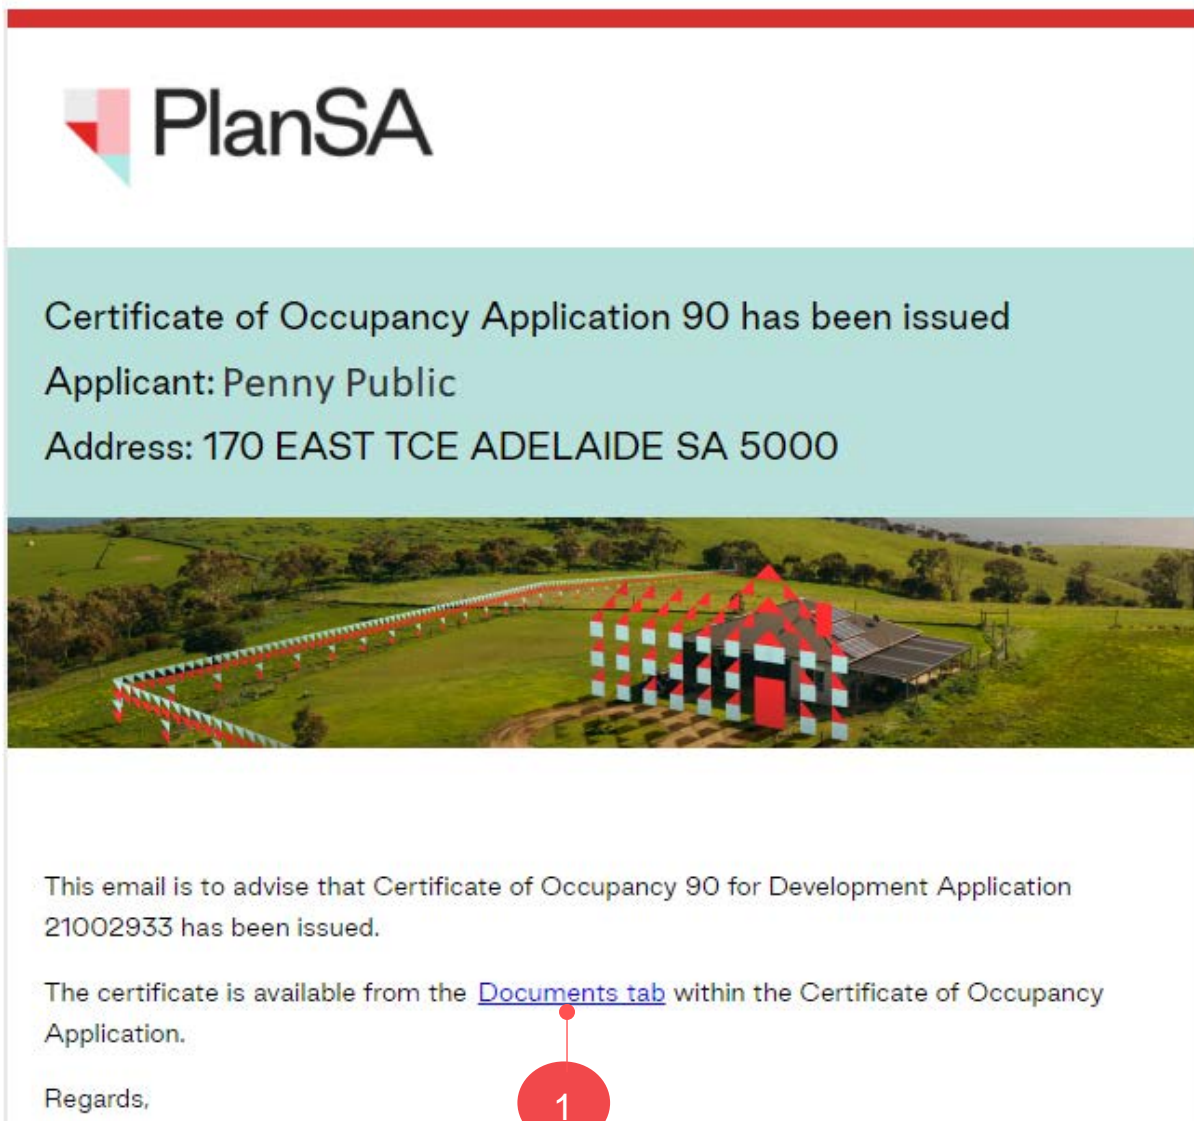 PlanSA
Certificate of Occupancy Application 90 has been issued
Applicant: Penny Public
Address: 170 EAST TCE ADELAIDE SA 5000
This email is to advise that Certificate of Occupancy 90 for Development Application
21002933 has been issued.
The certificate is available from the Documents tab within the Certificate of Occupancy
Application.
Regards,
1